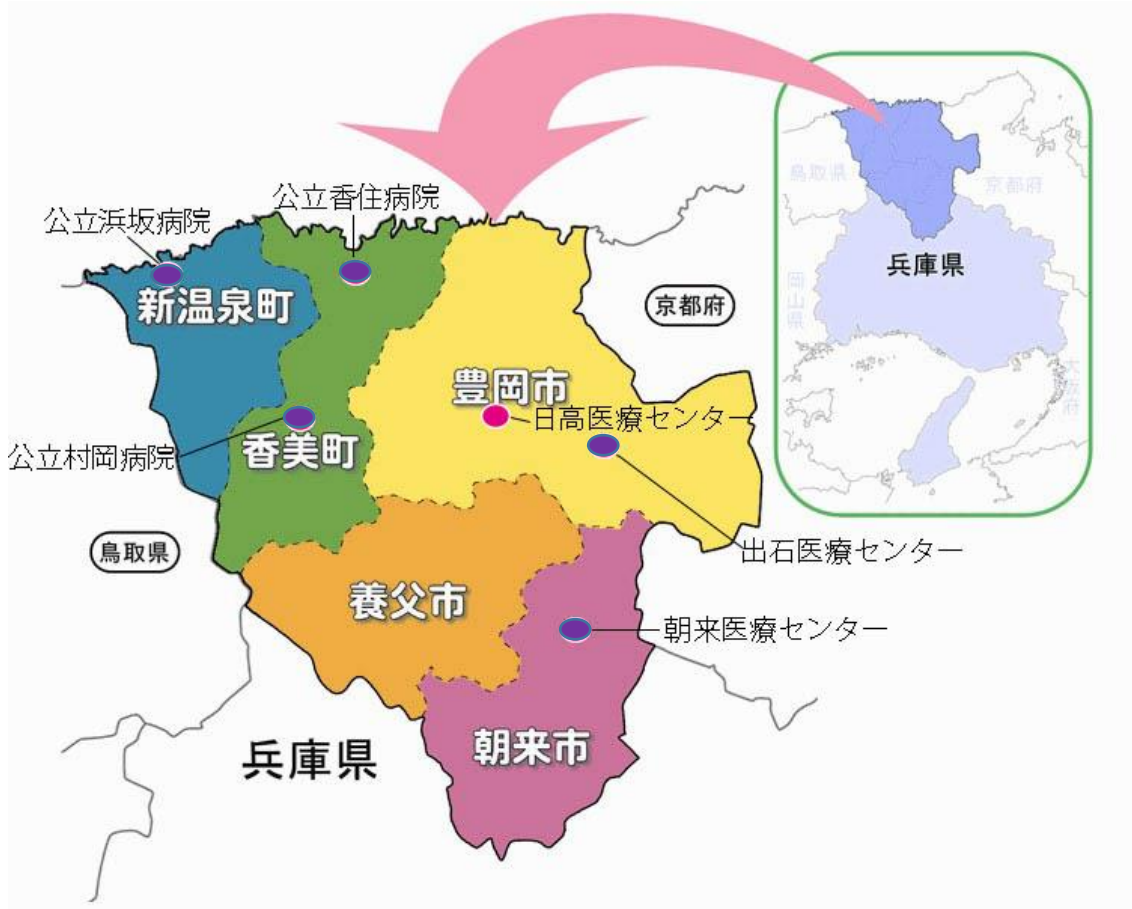 公立香住病院
公立浜坂病院
鳥取県
京都府
兵庫県
岡山県
大阪府
新温泉町
京都府
豊岡市
日高医療センター
香美町
公立村岡病院
鳥取県
出石医療センター
養父市
朝来医療センター
朝来市
兵庫県